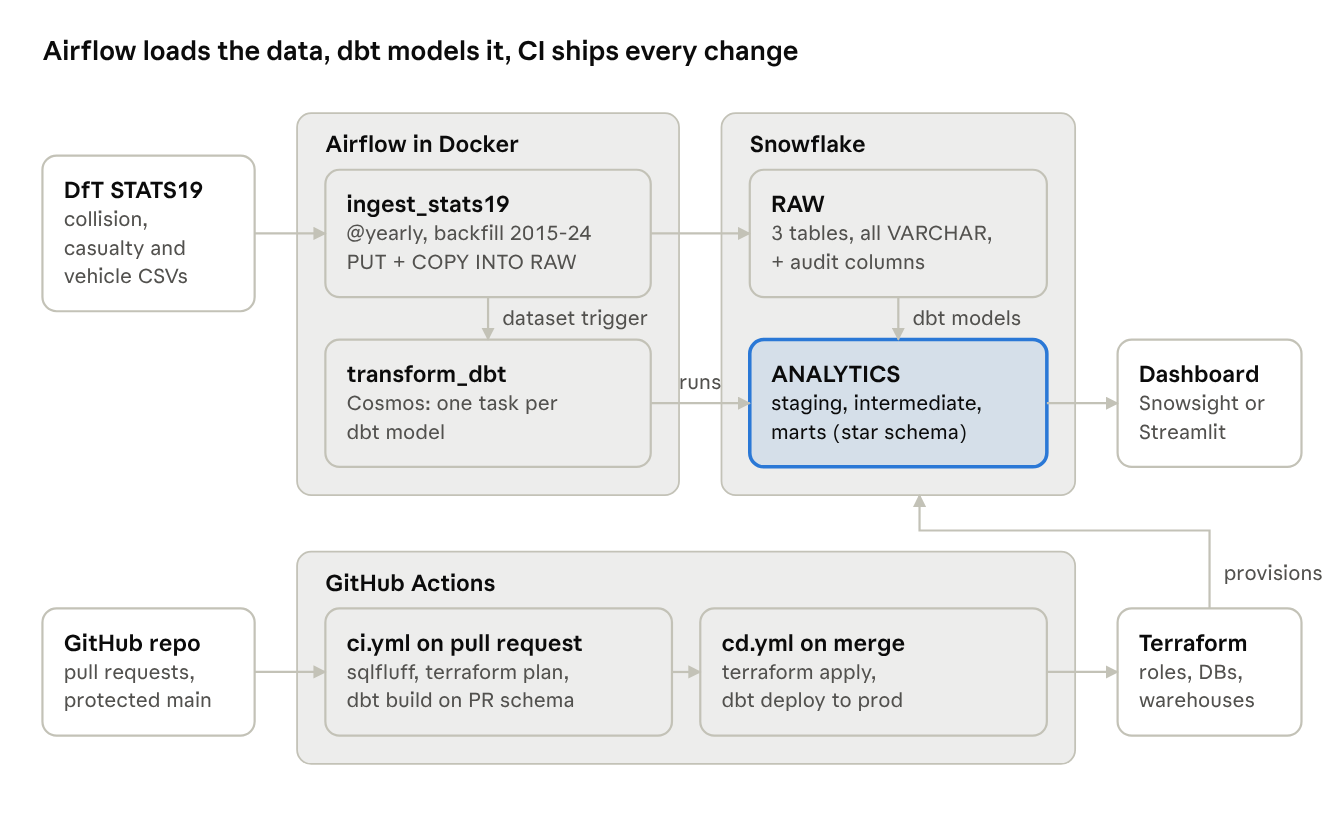 Airflow loads the data, dbt models it, CI ships every change
DfT STATS19
collision,
casualty and
vehicle CSVs
Airflow in Docker
ingest_stats19
@yearly, backfill 2015-24
PUT + COPY INTO RAW
dataset trigger
transform_dbt
Cosmos: one task per
dbt model
runs
Snowflake
RAW
3 tables, all VARCHAR,
+ audit columns
dbt models
ANALYTICS
staging, intermediate,
marts (star schema)
Dashboard
Snowsight or
Streamlit
GitHub repo
pull requests,
protected main
GitHub Actions
ci.yml on pull request
sqlfluff, terraform plan,
dbt build on PR schema
cd.yml on merge
terraform apply,
dbt deploy to prod
provisions
Terraform
roles, DBs,
warehouses